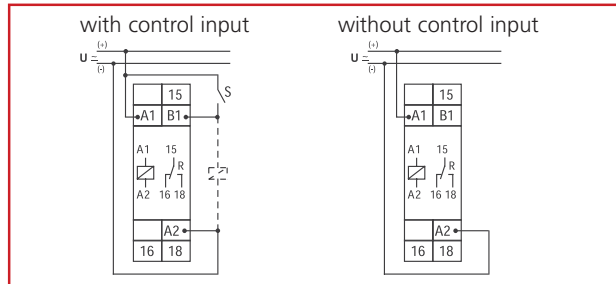 with control input
without control input
(+)
U
(-)
S
15
A1 B1
A1 15
R
A2 16 18
A2
16 18
(+)
U
(-)
15
A1 B1
A1 15
R
A2 16 18
A2
16 18